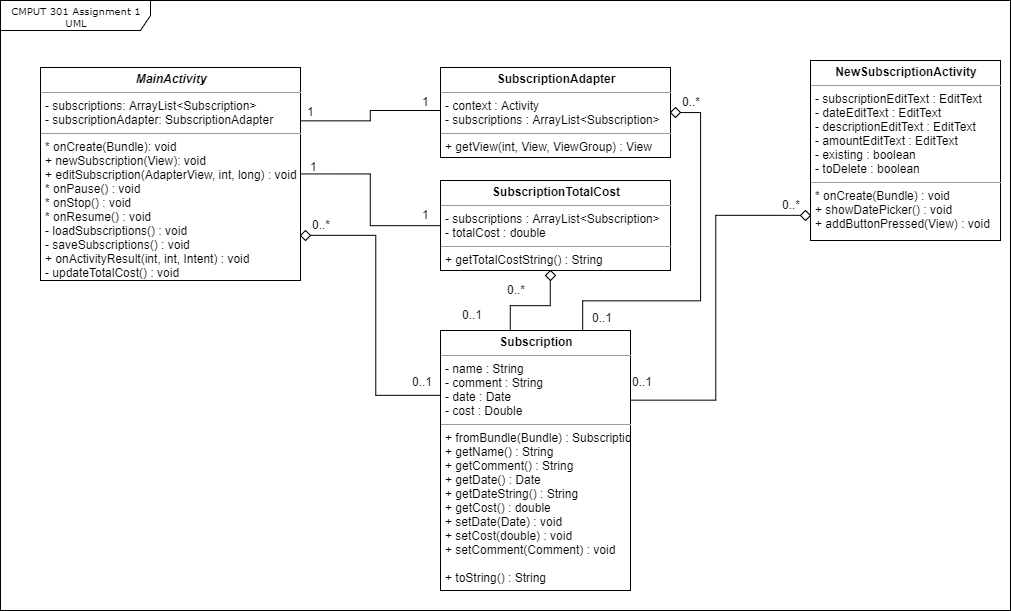 CMPUT 301 Assignment 1
UML
MainActivity
- subscriptions: ArrayList<Subscription>
- subscriptionAdapter: SubscriptionAdapter
* onCreate(Bundle): void
+ newSubscription(View): void
+ editSubscription(AdapterView, int, long) : void
* onPause() : void
* onStop() : void
* onResume() : void
- loadSubscriptions() : void
- saveSubscriptions() : void
+ onActivityResult(int, int, Intent) : void
- updateTotalCost() : void
1
1
1
1
0..*
0..1
SubscriptionAdapter
- context : Activity
- subscriptions : ArrayList<Subscription>
+ getView(int, View, ViewGroup) : View
0..*
SubscriptionTotalCost
- subscriptions : ArrayList<Subscription>
- totalCost : double
+ getTotalCostString() : String
0..*
0..1
0..1
Subscription
- name : String
- comment : String
- date : Date
- cost : Double
+ fromBundle(Bundle) : Subscriptio
+ getName() : String
+ getComment() : String
+ getDate() : Date
+ getDateString() : String
+ getCost() : double
+ setDate(Date) : void
+ setCost(double) : void
+ setComment(Comment) : void
+ toString() : String
0..1
0..*
NewSubscriptionActivity
- subscriptionEditText : EditText
- dateEditText : EditText
- descriptionEditText : EditText
- amountEditText : EditText
- existing : boolean
- toDelete : boolean
* onCreate(Bundle) : void
+ showDatePicker() : void
+ addButtonPressed(View) : void